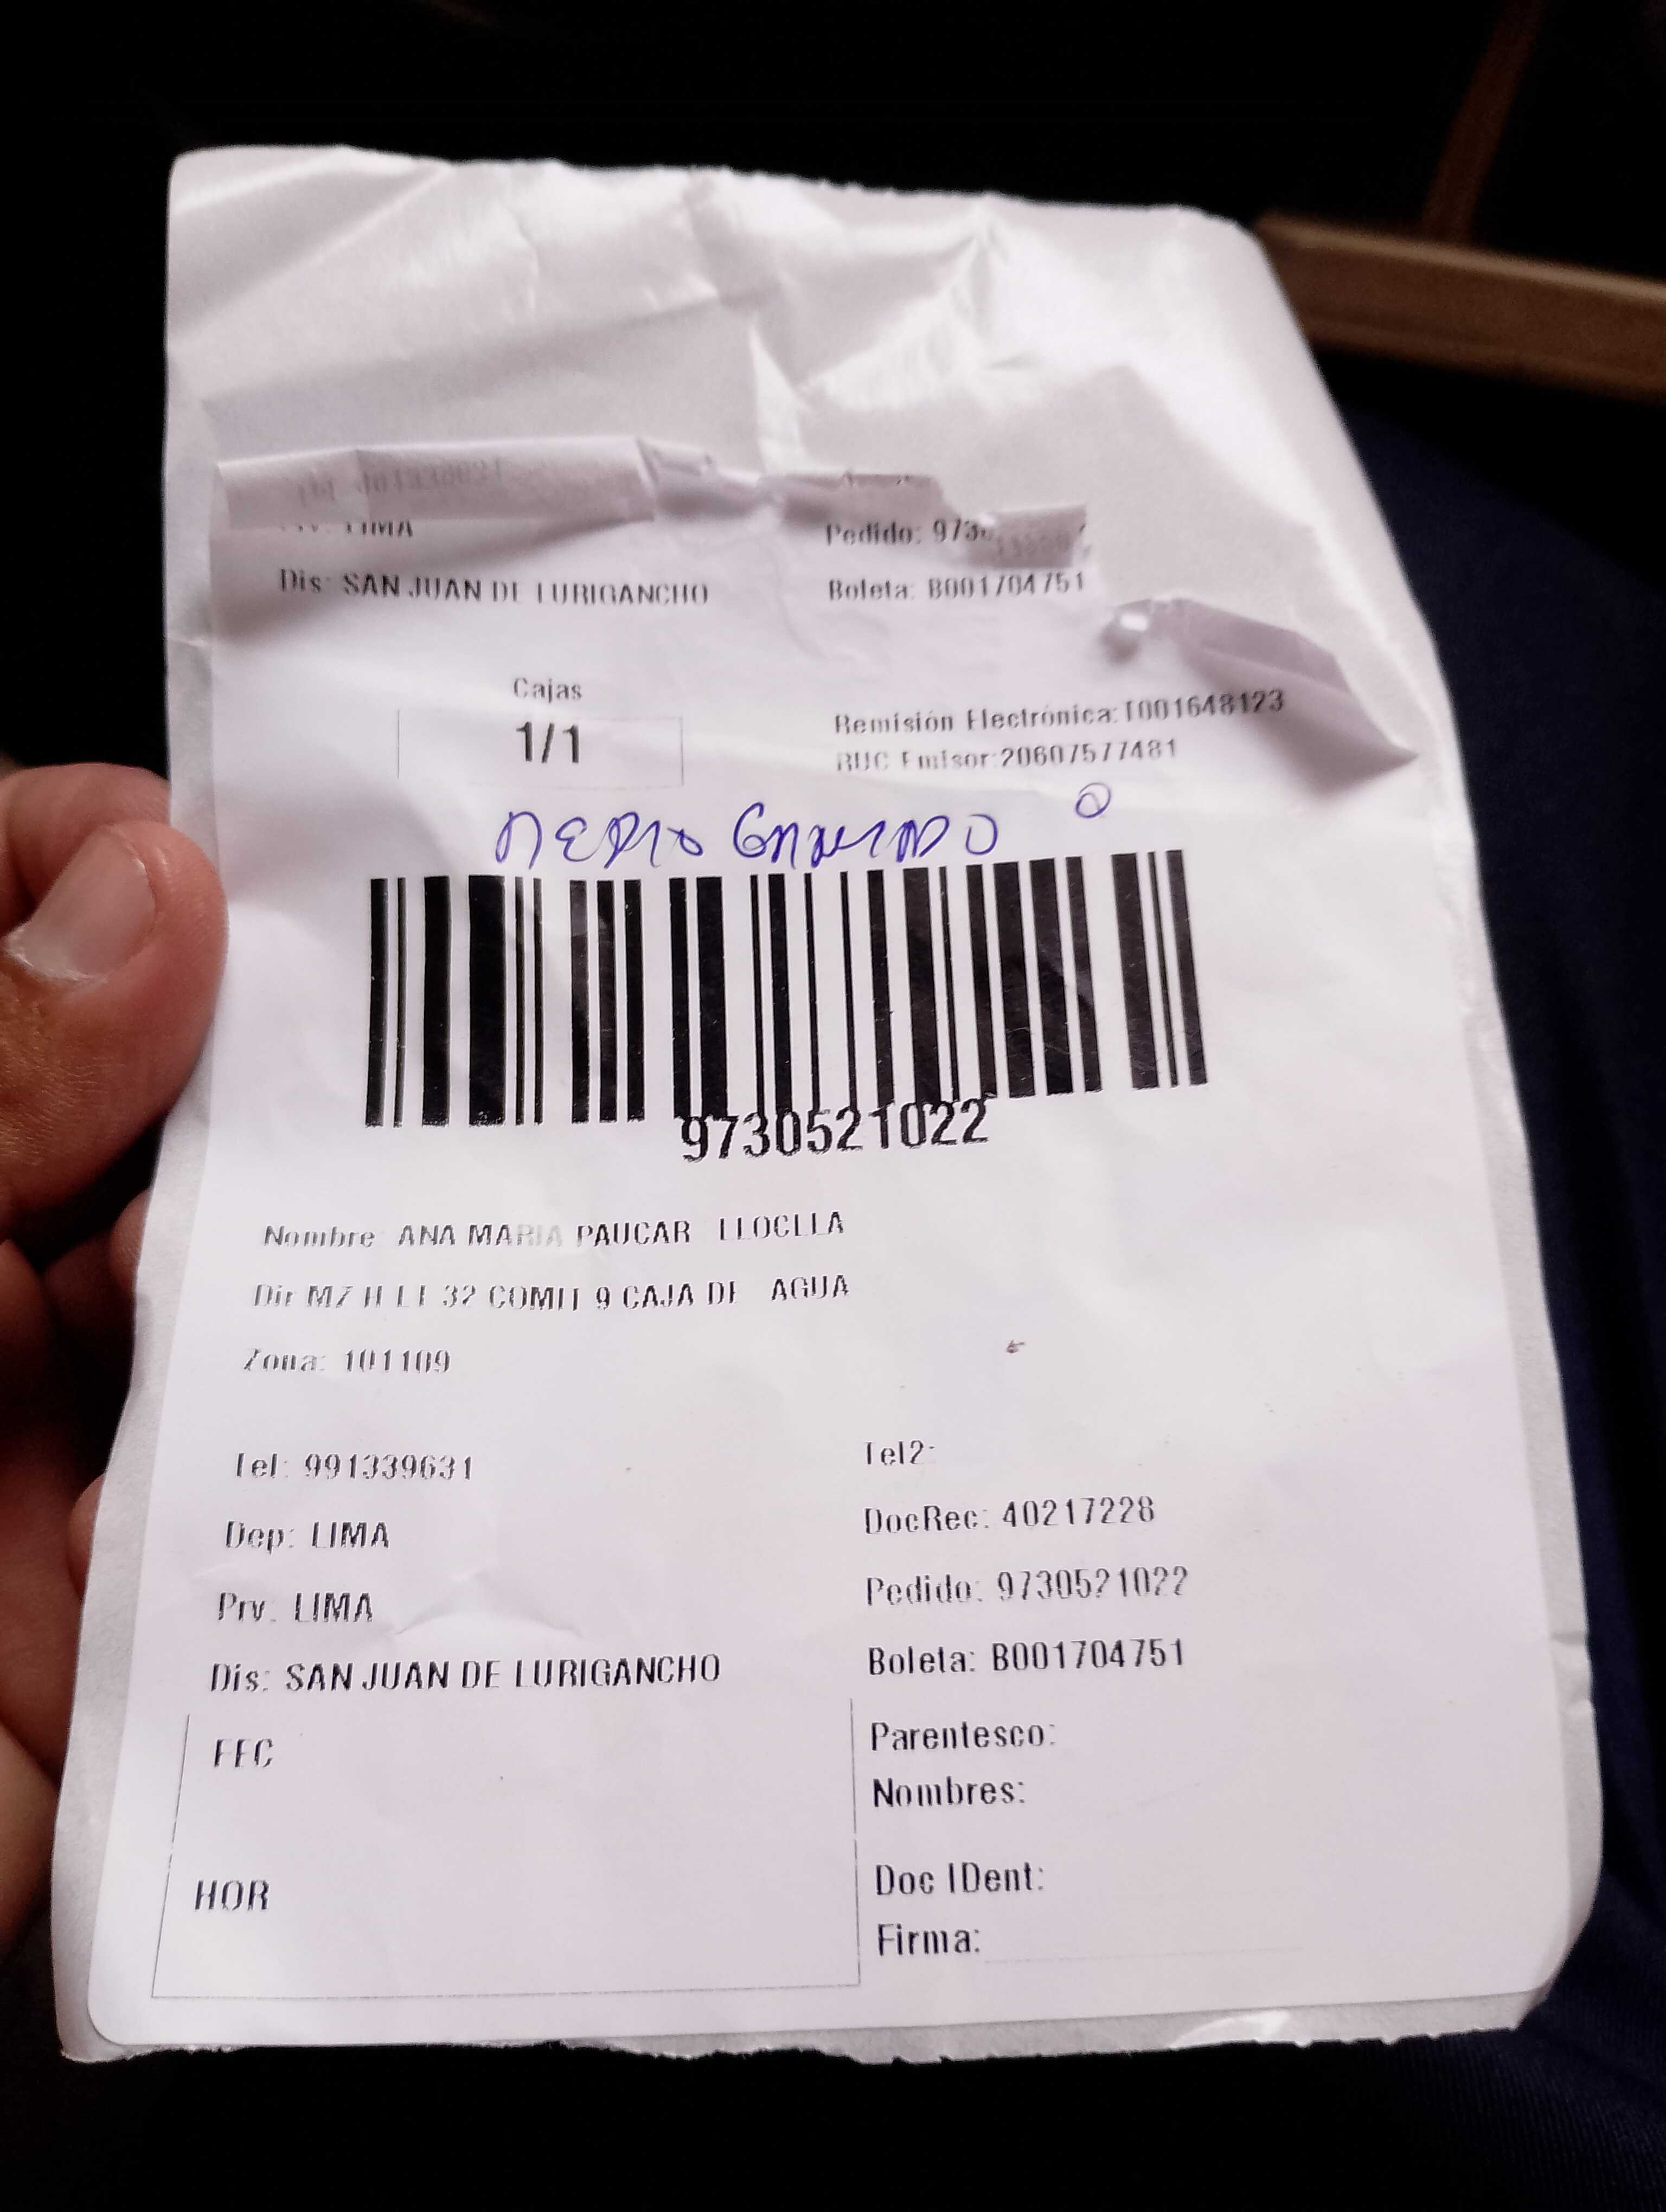 LIMA
Pedido: 973
Dis: SAN JUAN DE LURIGANCHO
Boleta: B001704751
Cajas
1/1
Remisión Electrónica:T001648123
RUC Emisor:20607577481
9730521022
Nombre ANA MARIA PAUCAR LLOCLLA
Dir MZ H LT 32 COMIT 9 CAJA DE AGUA
Zona: 101109
Tel: 991339631
Tel2:
Dep: LIMA
DocRec: 40217228
Prv. LIMA
Pedido: 9730521022
Dis: SAN JUAN DE LURIGANCHO
Boleta: B001704751
FEC
Parentesco:
Nombres:
HOR
Doc IDent:
Firma: